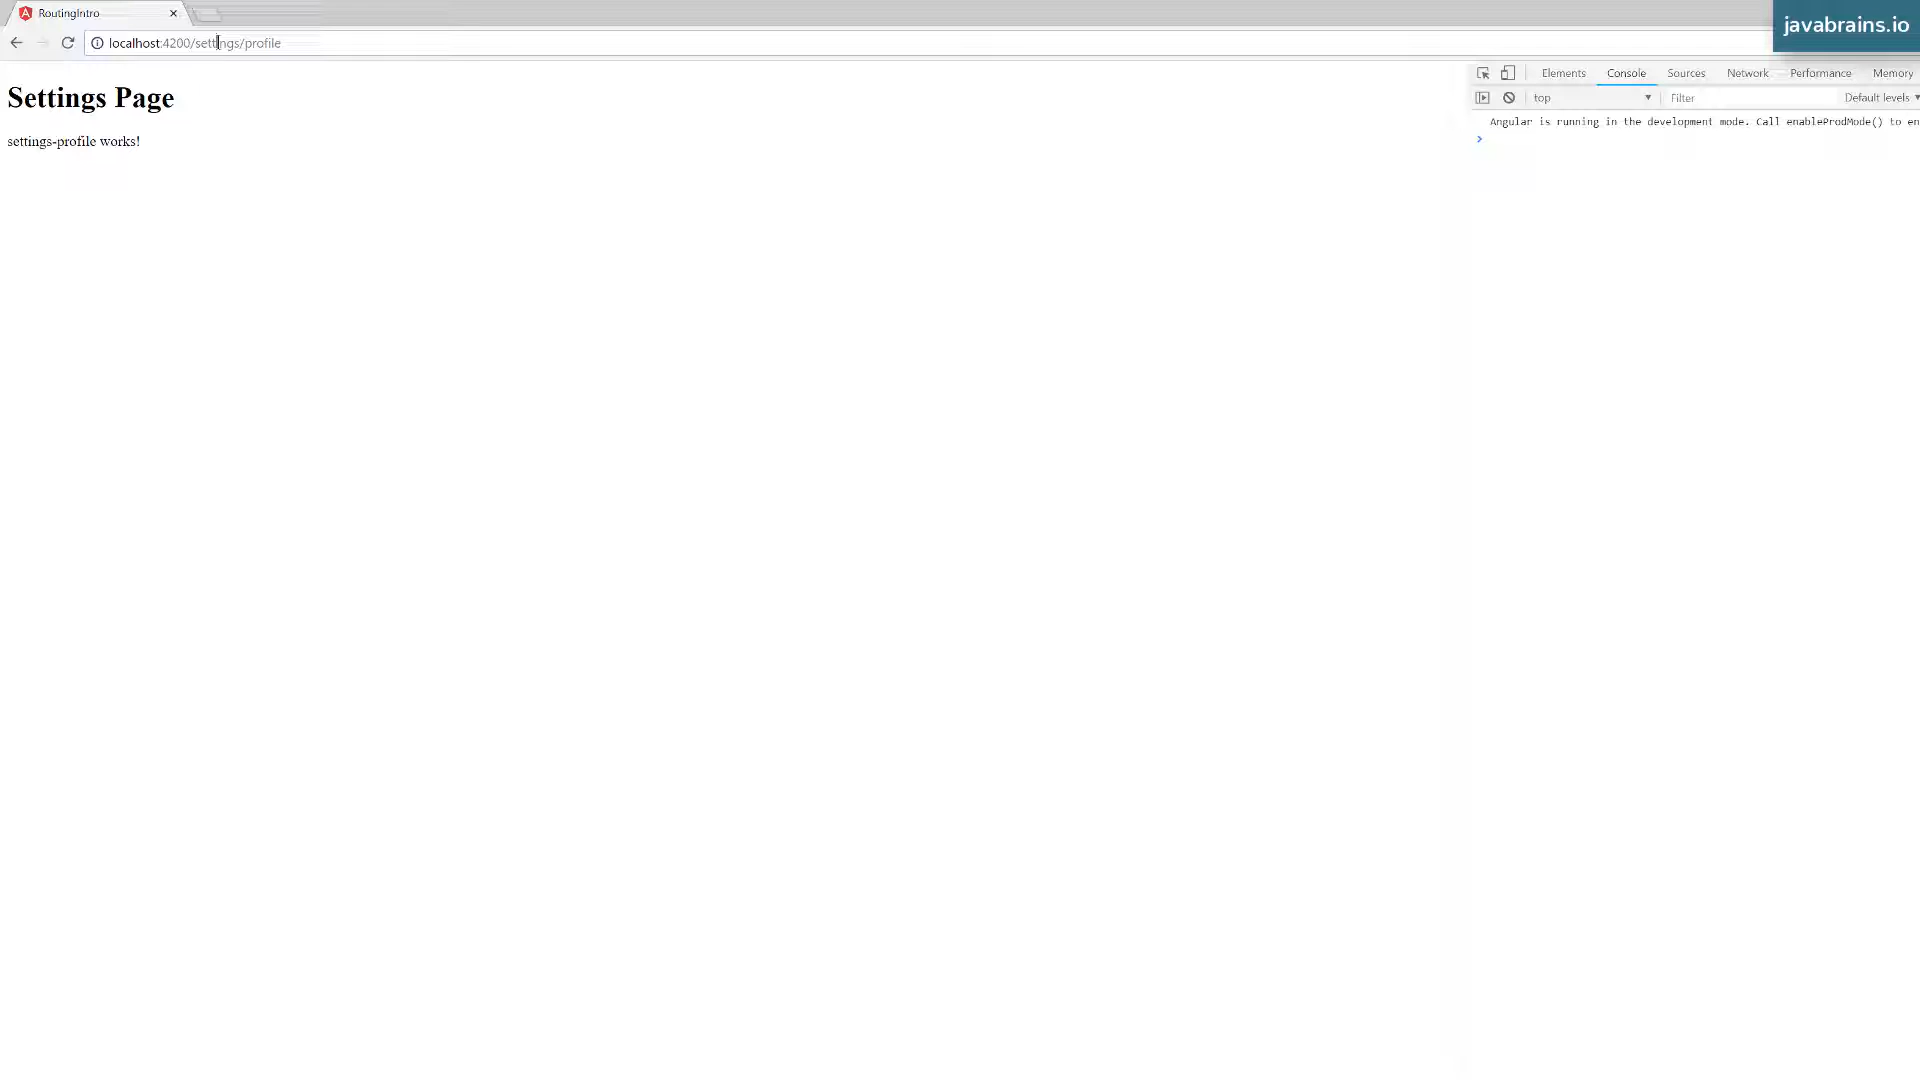 RoutingIntro
javabrains.io
localhost:4200/settings/profile
Elements Console Sources Network Performance Memory
top Filter Default levels
Settings Page
Angular is running in the development mode. Call enableProdMode() to en
settings-profile works!